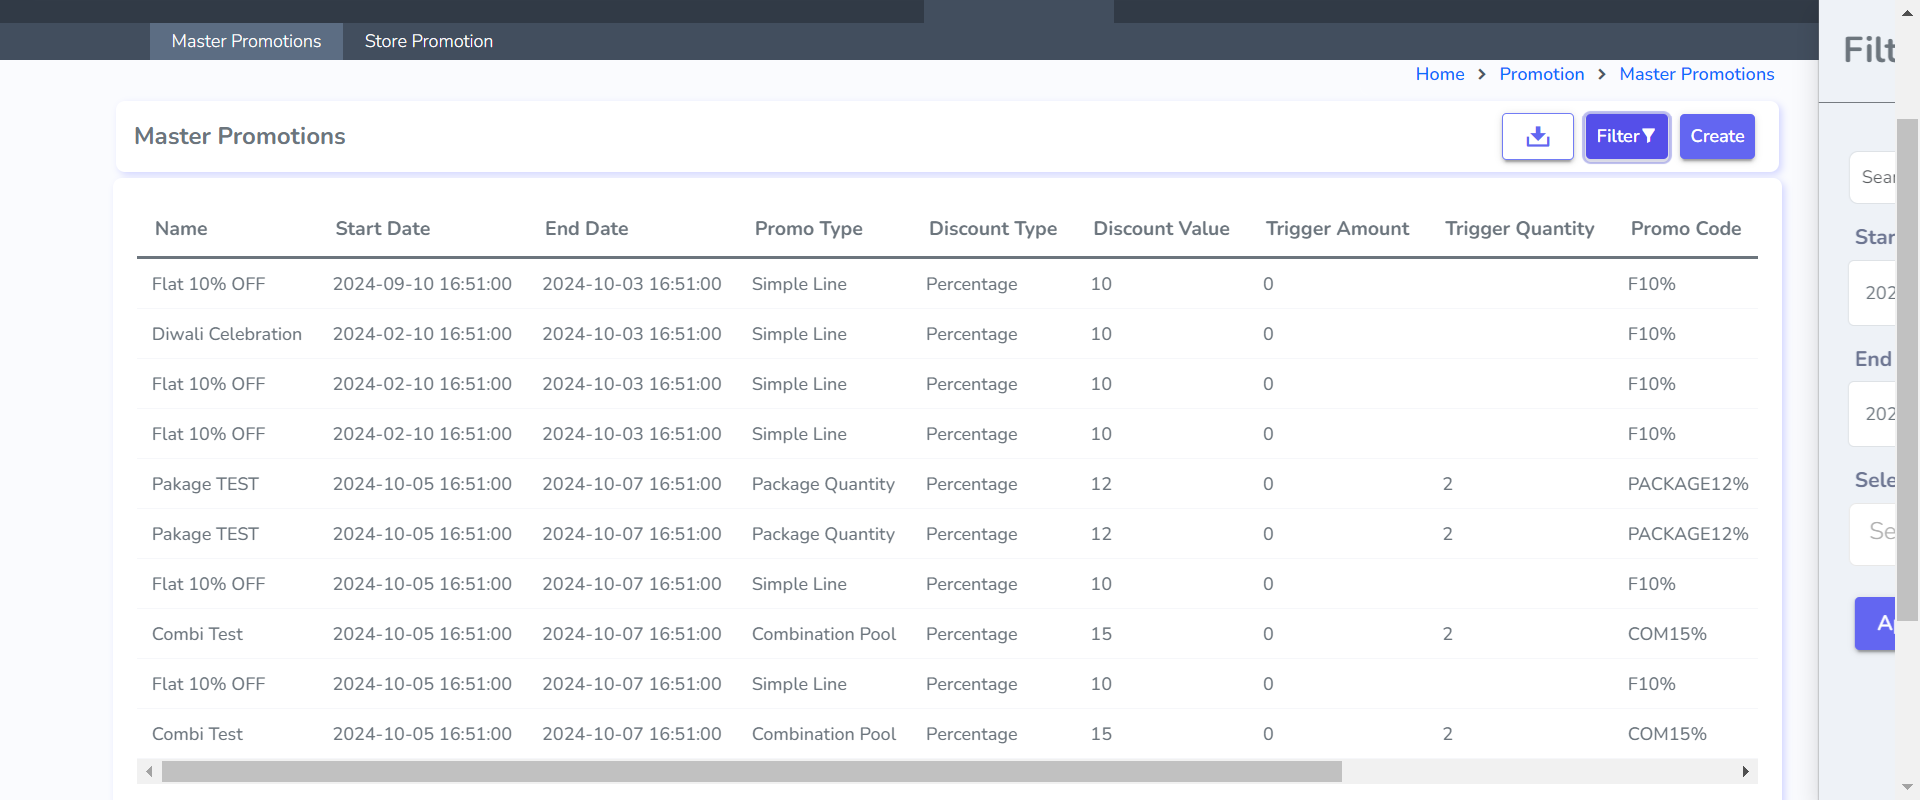 Master Promotions Store Promotion
Home > Promotion > Master Promotions
Master Promotions
Filter Create
Name Start Date End Date Promo Type Discount Type Discount Value Trigger Amount Trigger Quantity Promo Code
Flat 10% OFF 2024-09-10 16:51:00 2024-10-03 16:51:00 Simple Line Percentage 10 0 F10%
Diwali Celebration 2024-02-10 16:51:00 2024-10-03 16:51:00 Simple Line Percentage 10 0 F10%
Flat 10% OFF 2024-02-10 16:51:00 2024-10-03 16:51:00 Simple Line Percentage 10 0 F10%
Flat 10% OFF 2024-02-10 16:51:00 2024-10-03 16:51:00 Simple Line Percentage 10 0 F10%
Pakage TEST 2024-10-05 16:51:00 2024-10-07 16:51:00 Package Quantity Percentage 12 0 2 PACKAGE12%
Pakage TEST 2024-10-05 16:51:00 2024-10-07 16:51:00 Package Quantity Percentage 12 0 2 PACKAGE12%
Flat 10% OFF 2024-10-05 16:51:00 2024-10-07 16:51:00 Simple Line Percentage 10 0 F10%
Combi Test 2024-10-05 16:51:00 2024-10-07 16:51:00 Combination Pool Percentage 15 0 2 COM15%
Flat 10% OFF 2024-10-05 16:51:00 2024-10-07 16:51:00 Simple Line Percentage 10 0 F10%
Combi Test 2024-10-05 16:51:00 2024-10-07 16:51:00 Combination Pool Percentage 15 0 2 COM15%
End